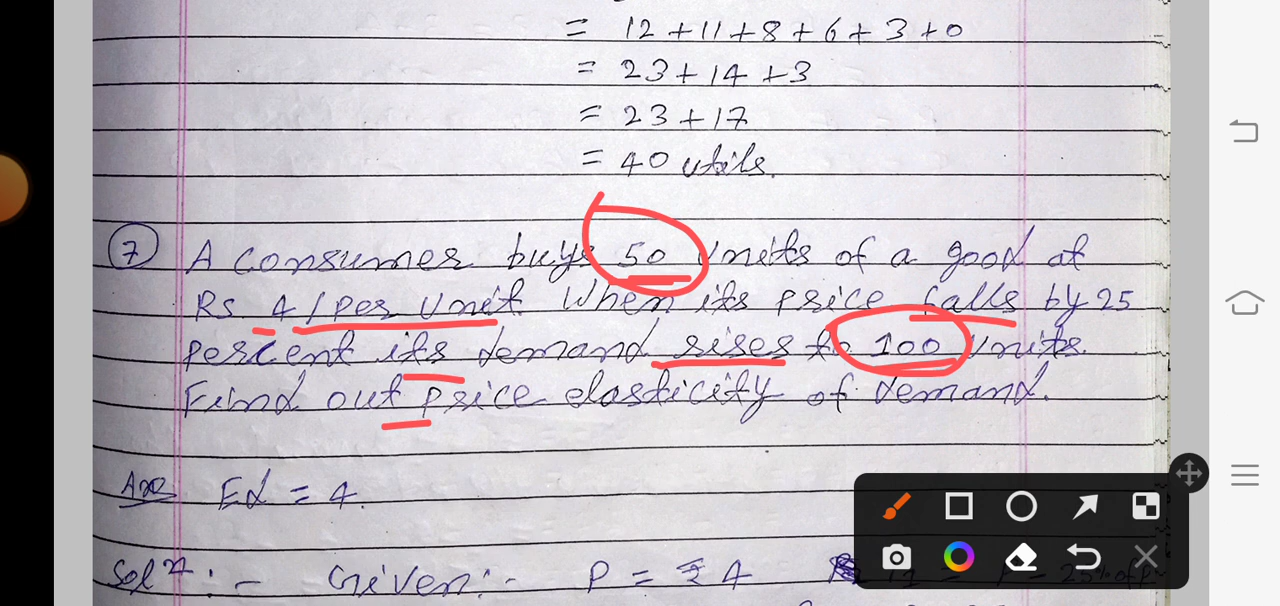 = 12 + 11 + 8 + 6 + 3 + 0
= 23 + 14 + 3
= 23 + 17
= 40 utils.
7 A consumer buys 50 units of a good at
Rs. 4/per unit. When its price falls by 25
percent its demand rises to 100 units.
Find out price elasticity of demand.
Ans Ed = 4.
Solⁿ :- Given :- P = ₹ 4